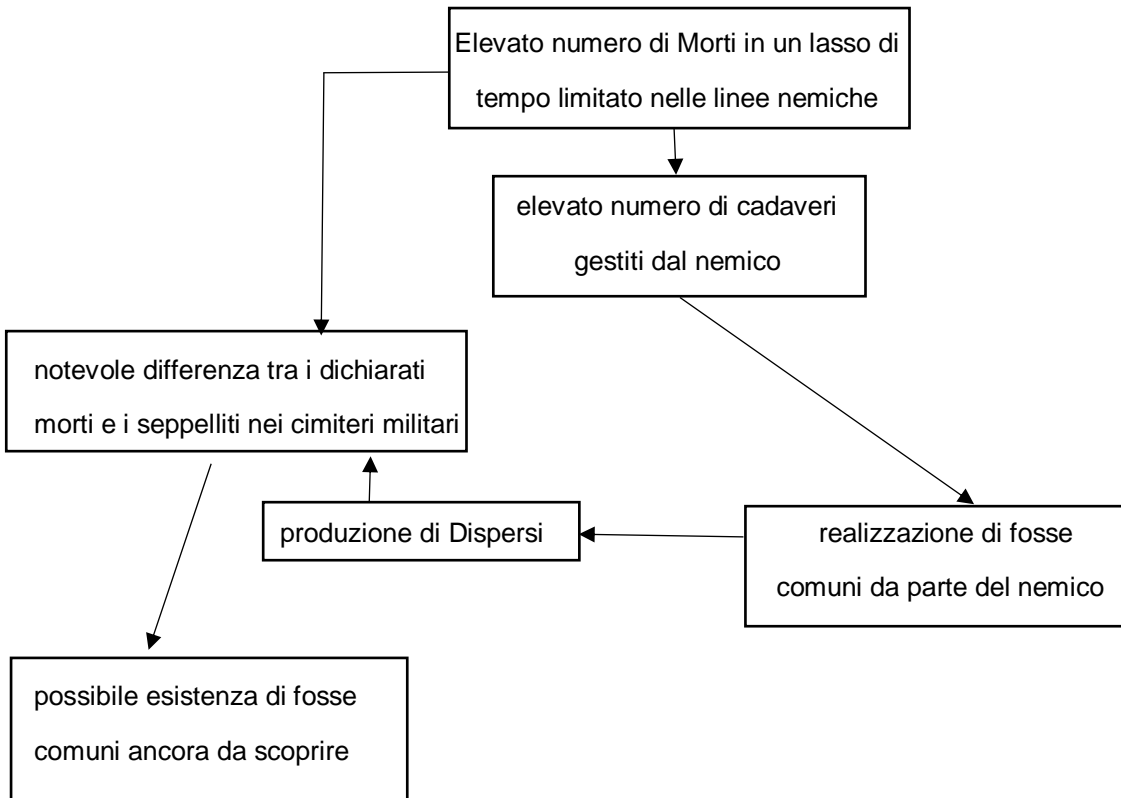 Elevato numero di Morti in un lasso di
tempo limitato nelle linee nemiche
elevato numero di cadaveri
gestiti dal nemico
notevole differenza tra i dichiarati
morti e i seppelliti nei cimiteri militari
produzione di Dispersi
realizzazione di fosse
comuni da parte del nemico
possibile esistenza di fosse
comuni ancora da scoprire